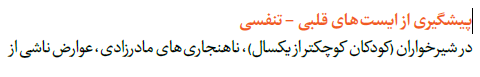 پیشگیری از ایست‌های قلبی - تنفسی
در شیرخواران (کودکان کوچکتر از یکسال)، ناهنجاری‌های مادرزادی، عوارض ناشی از